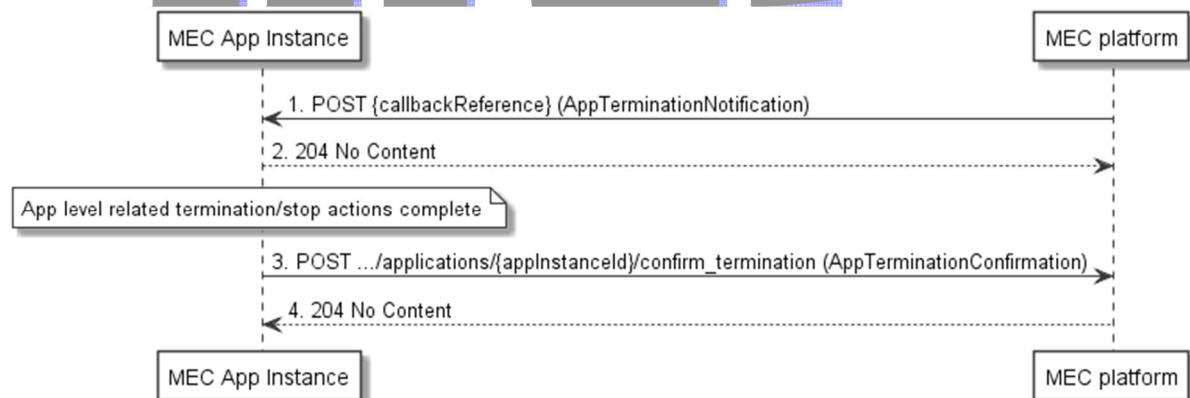 MEC App Instance
MEC platform
1. POST {callbackReference} (AppTerminationNotification)
2. 204 No Content
App level related termination/stop actions complete
3. POST .../applications/{appInstanceId}/confirm_termination (AppTerminationConfirmation)
4. 204 No Content
MEC App Instance
MEC platform